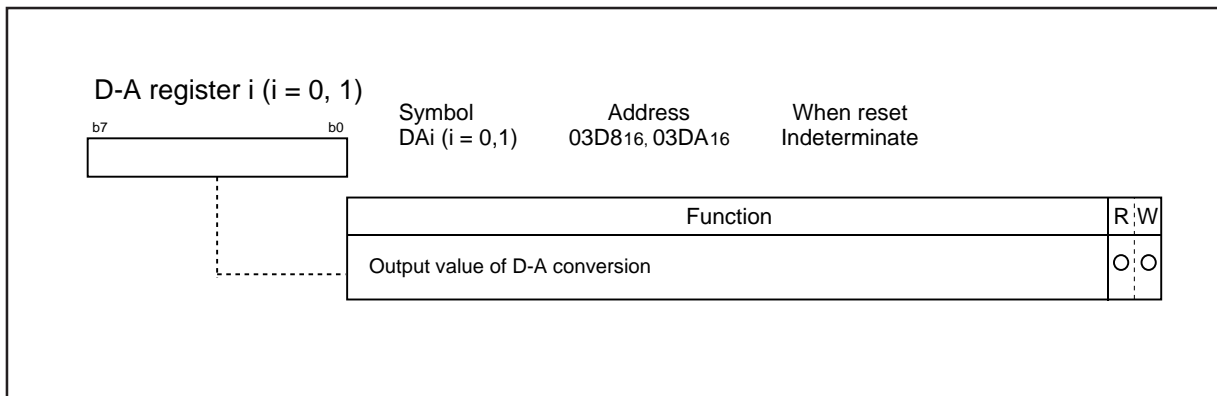 D-A register i (i = 0, 1)
b7 b0
Symbol Address When reset
DAi (i = 0,1) 03D816, 03DA16 Indeterminate
Function R W
Output value of D-A conversion O O